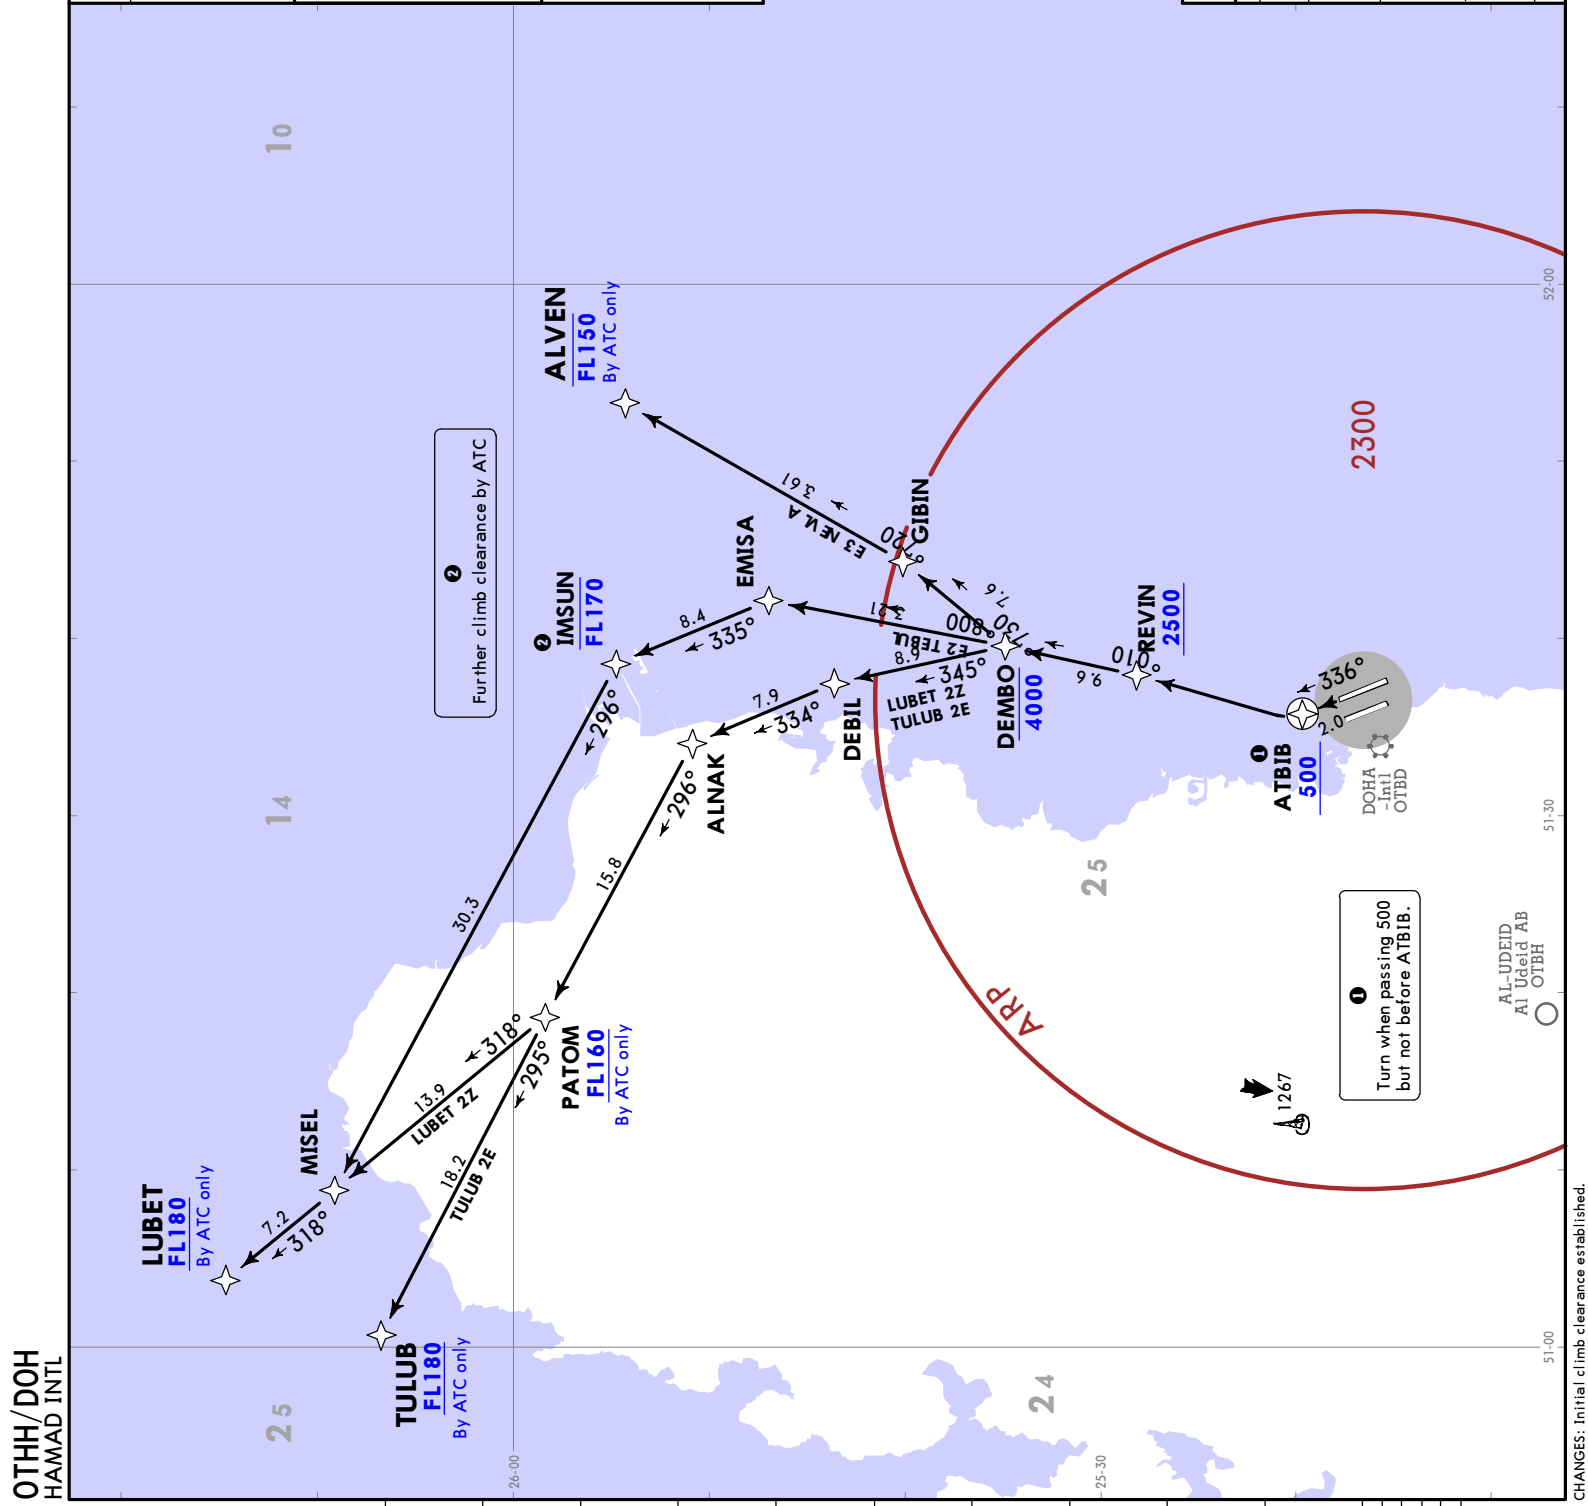 OTHH/DOH
HAMAD INTL
25
14
10
LUBET
FL180
By ATC only
7.2
318°
MISEL
TULUB
FL180
By ATC only
18.2
TULUB 2E
13.9
LUBET 2Z
318°
295°
PATOM
FL160
By ATC only
30.3
296°
15.8
296°
ALNAK
7.9
334°
DEBIL
❷
IMSUN
FL170
8.4
335°
EMISA
❷
Further climb clearance by ATC
ALVEN
FL150
By ATC only
19.3
ALVEN 3E
GIBIN
8.9
345°
LUBET 2Z
TULUB 2E
7.6
DEMBO
4000
9.6
010°
REVIN
2500
❶
ATBIB
500
2.0
336°
DOHA
-Intl
OTBD
2300
ARP
25
24
❶
Turn when passing 500
but not before ATBIB.
1267
AL-UDEID
Al Udeid AB
OTBH
26-00
25-30
51-00
51-30
52-00
CHANGES: Initial climb clearance established.